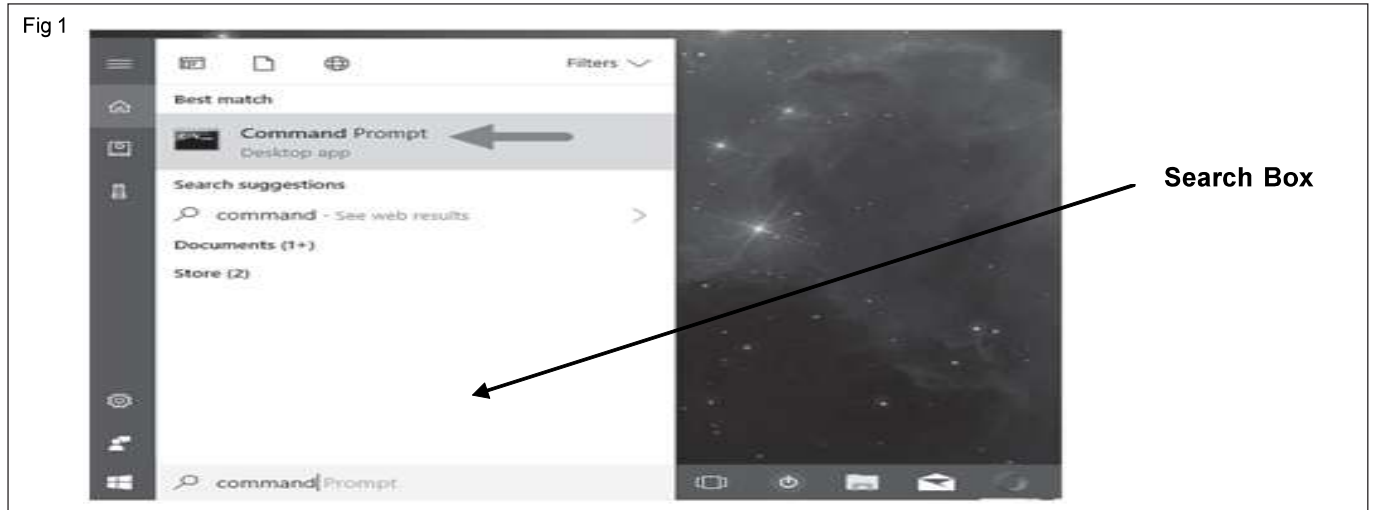 Fig 1
Filters
Best match
Command Prompt
Desktop app
Search suggestions
command - See web results
Search Box
Documents (1+)
Store (2)
command Prompt